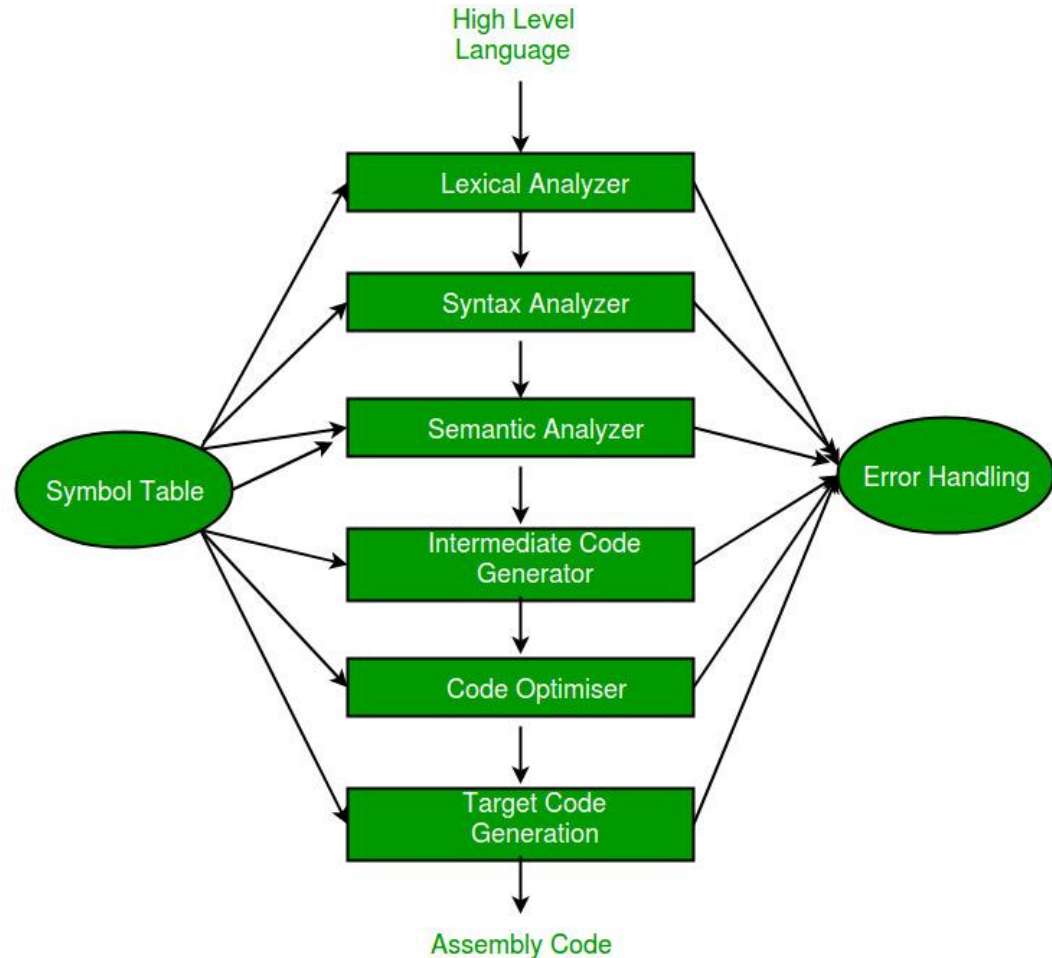 High Level
Language
Lexical Analyzer
Syntax Analyzer
Semantic Analyzer
Symbol Table
Error Handling
Intermediate Code
Generator
Code Optimiser
Target Code
Generation
Assembly Code